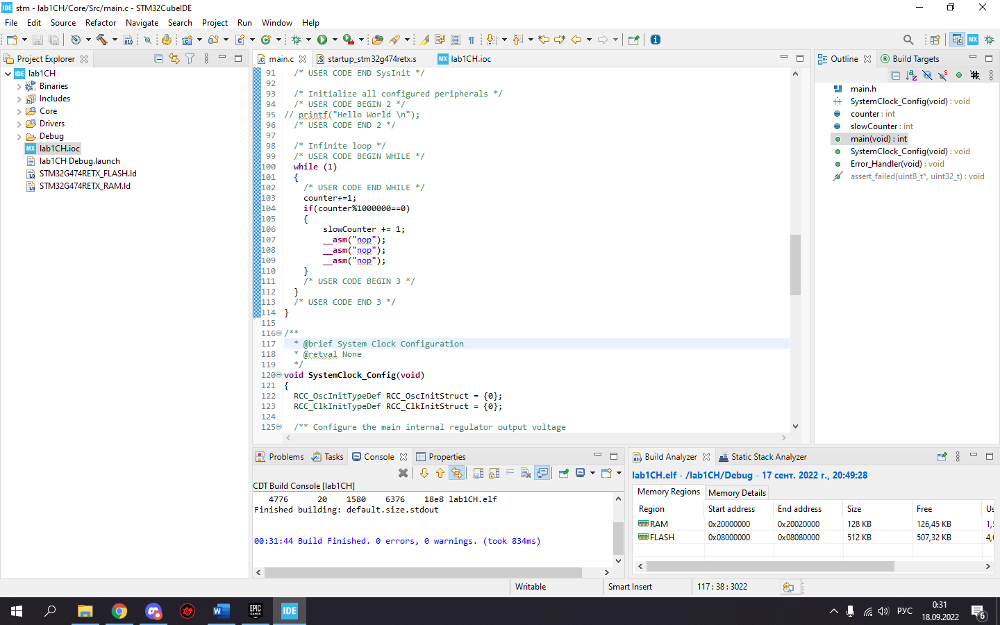 IDE stm - lab1CH/Core/Src/main.c - STM32CubeIDE
File Edit Source Refactor Navigate Search Project Run Window Help
Project Explorer
IDE lab1CH
Binaries
Includes
Core
Drivers
Debug
MX lab1CH.ioc
lab1CH Debug.launch
STM32G474RETX_FLASH.ld
STM32G474RETX_RAM.ld
main.c startup_stm32g474retx.s MX lab1CH.ioc
91 /* USER CODE END SysInit */
92
93 /* Initialize all configured peripherals */
94 /* USER CODE BEGIN 2 */
95 // printf("Hello World \n");
96 /* USER CODE END 2 */
97
98 /* Infinite loop */
99 /* USER CODE BEGIN WHILE */
100 while (1)
101 {
102 /* USER CODE END WHILE */
103 counter+=1;
104 if(counter%1000000==0)
105 {
106 slowCounter += 1;
107 __asm("nop");
108 __asm("nop");
109 __asm("nop");
110 }
111 /* USER CODE BEGIN 3 */
112 }
113 /* USER CODE END 3 */
114 }
115
116 /**
117 * @brief System Clock Configuration
118 * @retval None
119 */
120 void SystemClock_Config(void)
121 {
122 RCC_OscInitTypeDef RCC_OscInitStruct = {0};
123 RCC_ClkInitTypeDef RCC_ClkInitStruct = {0};
124
125 /** Configure the main internal regulator output voltage
Outline Build Targets
main.h
SystemClock_Config(void) : void
counter : int
slowCounter : int
main(void) : int
SystemClock_Config(void) : void
Error_Handler(void) : void
assert_failed(uint8_t*, uint32_t) : void
Problems Tasks Console Properties
CDT Build Console [lab1CH]
4776 20 1580 6376 18e8 lab1CH.elf
Finished building: default.size.stdout
00:31:44 Build Finished. 0 errors, 0 warnings. (took 834ms)
Build Analyzer Static Stack Analyzer
lab1CH.elf - /lab1CH/Debug - 17 сент. 2022 г., 20:49:28
Memory Regions Memory Details
Region Start address End address Size Free
RAM 0x20000000 0x20020000 128 KB 126,45 KB
FLASH 0x08000000 0x08080000 512 KB 507,32 KB
Writable Smart Insert 117 : 38 : 3022
W EPIC GAMES IDE РУС
0:31
18.09.2022
6